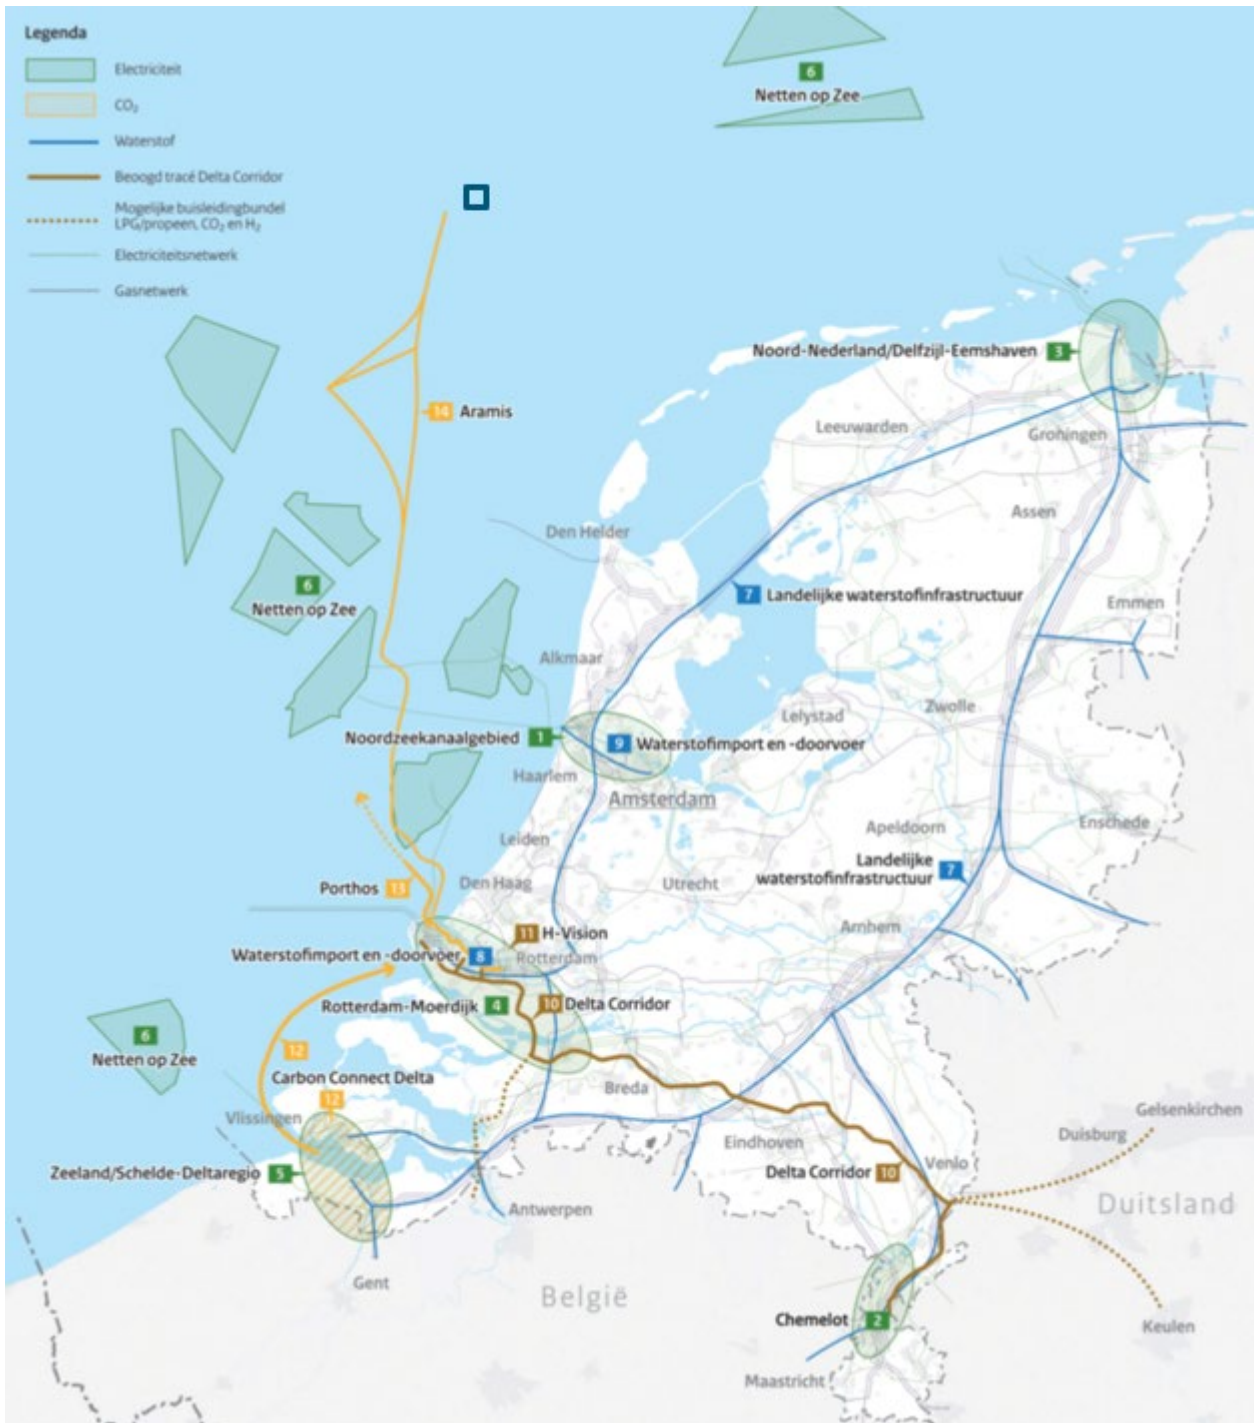 Legenda
Electriciteit
CO₂
Waterstof
Beoogd tracé Delta Corridor
Mogelijke buisleidingbundel
LPG/propeen, CO₂ en H₂
Electriciteitsnetwerk
Gasnetwerk
6
Netten op Zee
Noord-Nederland/Delfzijl-Eemshaven 3
14 Aramis
Leeuwarden
Groningen
Assen
Den Helder
6
Netten op Zee
7 Landelijke waterstofinfrastructuur
Emmen
Alkmaar
Zwolle
Lelystad
Noordzeekanaalgebied 1
9 Waterstofimport en -doorvoer
Haarlem
Amsterdam
Apeldoorn
Enschede
Leiden
Landelijke
waterstofinfrastructuur 7
Porthos 13
Den Haag
Utrecht
Arnhem
11 H-Vision
Waterstofimport en -doorvoer 8
Rotterdam
Rotterdam-Moerdijk 4
10 Delta Corridor
6
Netten op Zee
12
Carbon Connect Delta
12
Breda
Vlissingen
Gelsenkirchen
Duisburg
Eindhoven
Venlo
Zeeland/Schelde-Deltaregio 5
Delta Corridor 10
Antwerpen
Duitsland
Gent
België
Chemelot 2
Keulen
Maastricht